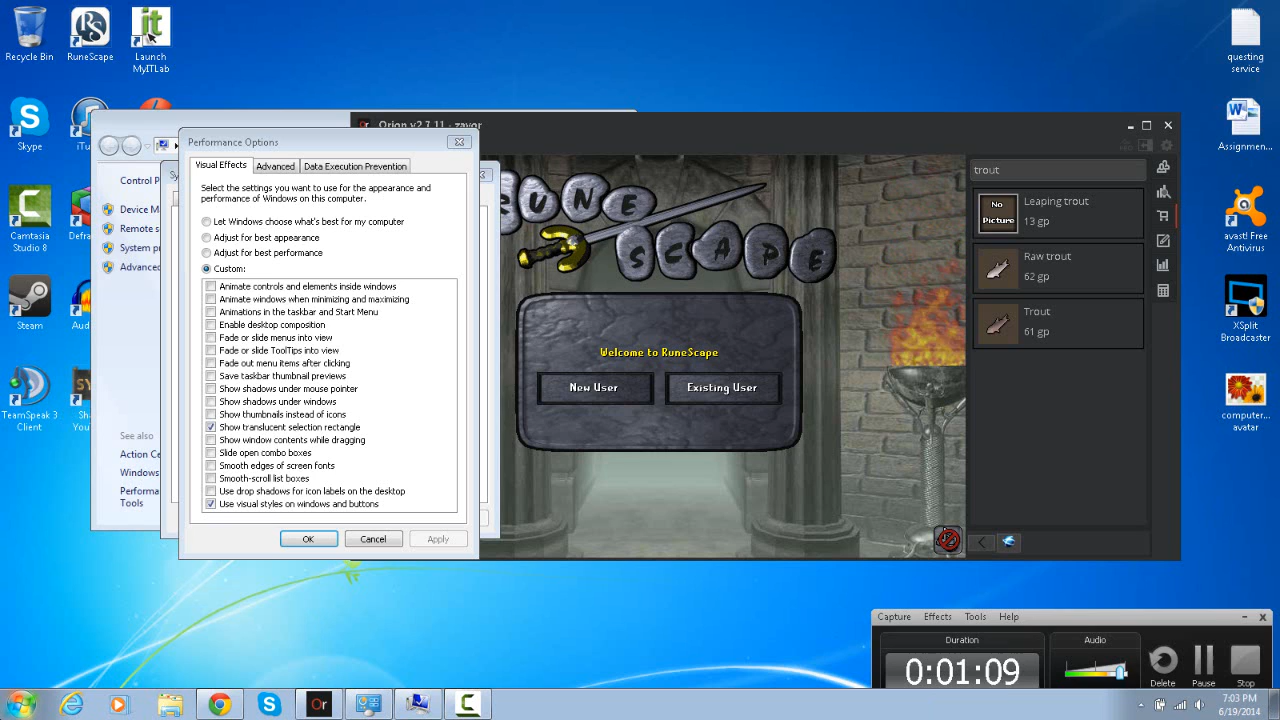 Recycle Bin
RuneScape
Launch
MyITLab
Skype
Camtasia
Studio 8
Steam
TeamSpeak 3
Client
Control P
Device M
Remote s
System pr
Advanced
See also
Action Ce
Windows
Performa
Tools
Performance Options
Visual Effects
Advanced
Data Execution Prevention
Select the settings you want to use for the appearance and
performance of Windows on this computer.
Let Windows choose what's best for my computer
Adjust for best appearance
Adjust for best performance
Custom:
Animate controls and elements inside windows
Animate windows when minimizing and maximizing
Animations in the taskbar and Start Menu
Enable desktop composition
Fade or slide menus into view
Fade or slide ToolTips into view
Fade out menu items after clicking
Save taskbar thumbnail previews
Show shadows under mouse pointer
Show shadows under windows
Show thumbnails instead of icons
Show translucent selection rectangle
Show window contents while dragging
Slide open combo boxes
Smooth edges of screen fonts
Smooth-scroll list boxes
Use drop shadows for icon labels on the desktop
Use visual styles on windows and buttons
OK
Cancel
Apply
Orion v2.7.11 - zavor
RUNE
SCAPE
Welcome to RuneScape
New User
Existing User
trout
No
Picture
Leaping trout
13 gp
Raw trout
62 gp
Trout
61 gp
questing
service
Assignmen...
avast! Free
Antivirus
XSplit
Broadcaster
computer...
avatar
Capture
Effects
Tools
Help
Duration
0:01:09
Audio
Delete
Pause
Stop
7:03 PM
6/19/2014